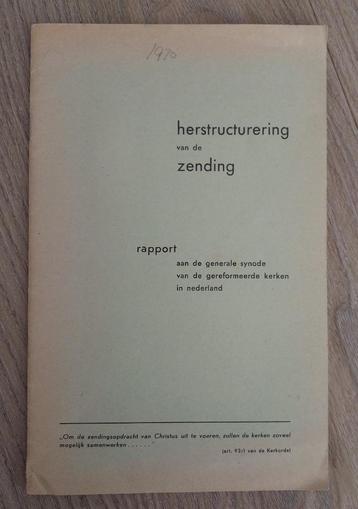 1970
herstructurering
van de
zending
rapport
aan de generale synode
van de gereformeerde kerken
in nederland
„Om de zendingsopdracht van Christus uit te voeren, zullen de kerken zoveel
mogelijk samenwerken . . . . . ."
(art. 93) van de Kerkorde)